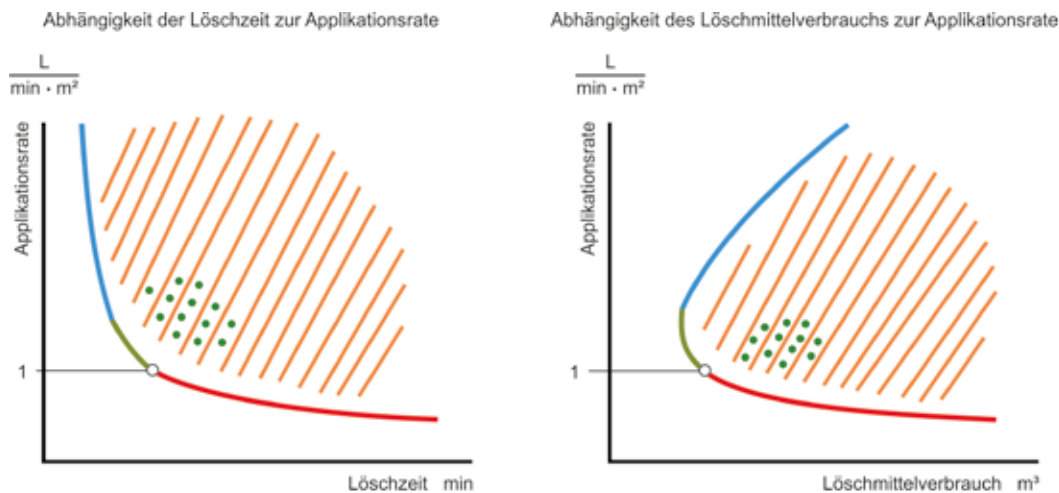 Abhängigkeit der Löschzeit zur Applikationsrate
L
min · m²
Applikationsrate
1
Löschzeit min
Abhängigkeit des Löschmittelverbrauchs zur Applikationsrate
L
min · m²
Applikationsrate
1
Löschmittelverbrauch m³